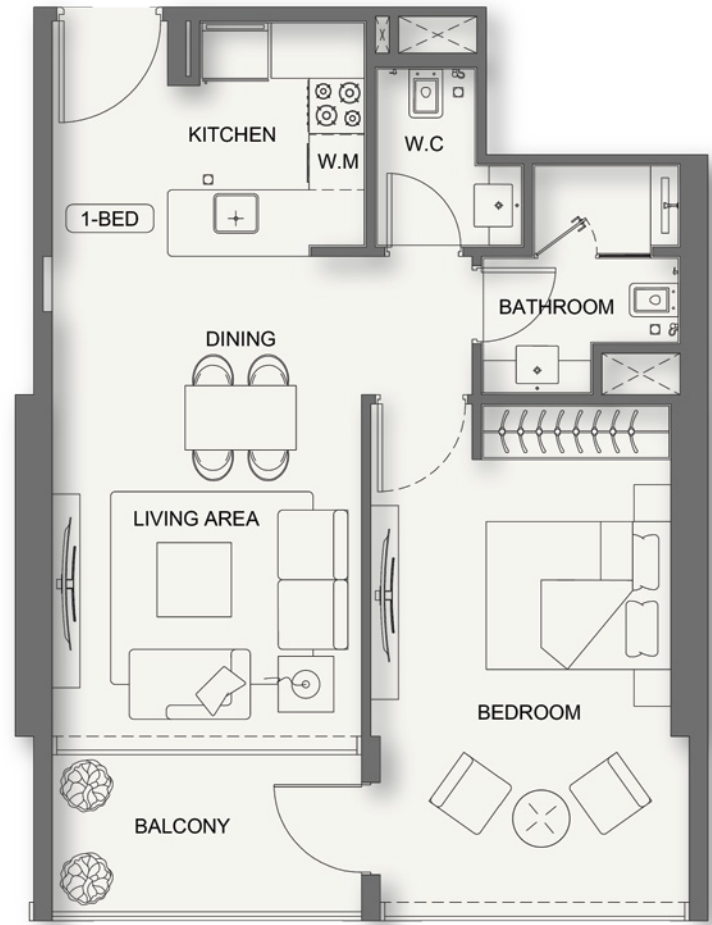 KITCHEN
W.C
W.M
1-BED
BATHROOM
DINING
LIVING AREA
BEDROOM
BALCONY